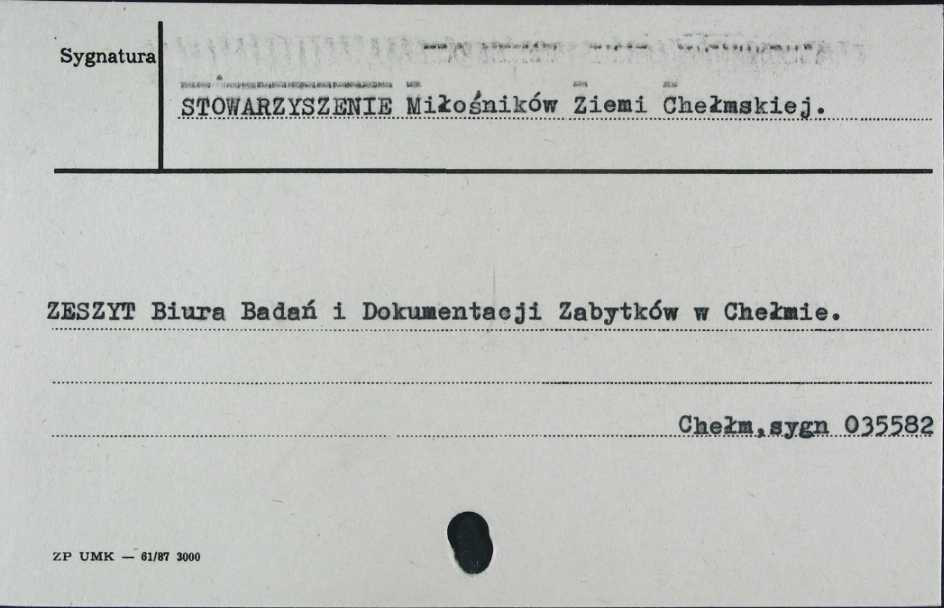 Sygnatura
STOWARZYSZENIE Miłośników Ziemi Chełmskiej.
ZESZYT Biura Badań i Dokumentacji Zabytków w Chełmie.
Chełm,sygn 035582
ZP UMK — 61/87 3000